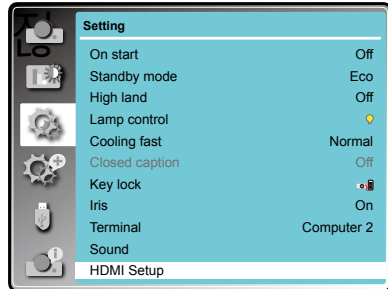 Setting
On start Off
Standby mode Eco
High land Off
Lamp control
Cooling fast Normal
Closed caption Off
Key lock
Iris On
Terminal Computer 2
Sound
HDMI Setup